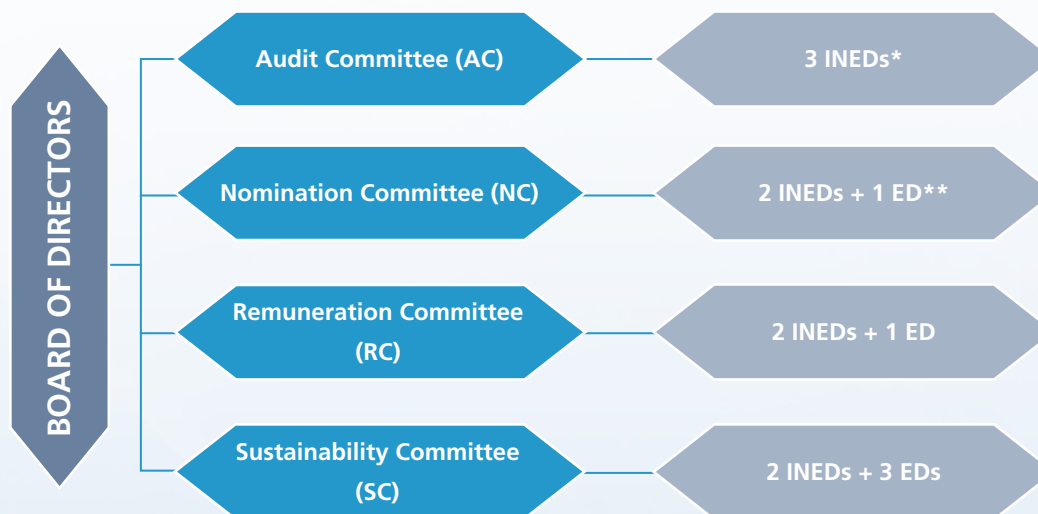 BOARD OF DIRECTORS
Audit Committee (AC)
3 INEDs*
Nomination Committee (NC)
2 INEDs + 1 ED**
Remuneration Committee
(RC)
2 INEDs + 1 ED
Sustainability Committee
(SC)
2 INEDs + 3 EDs